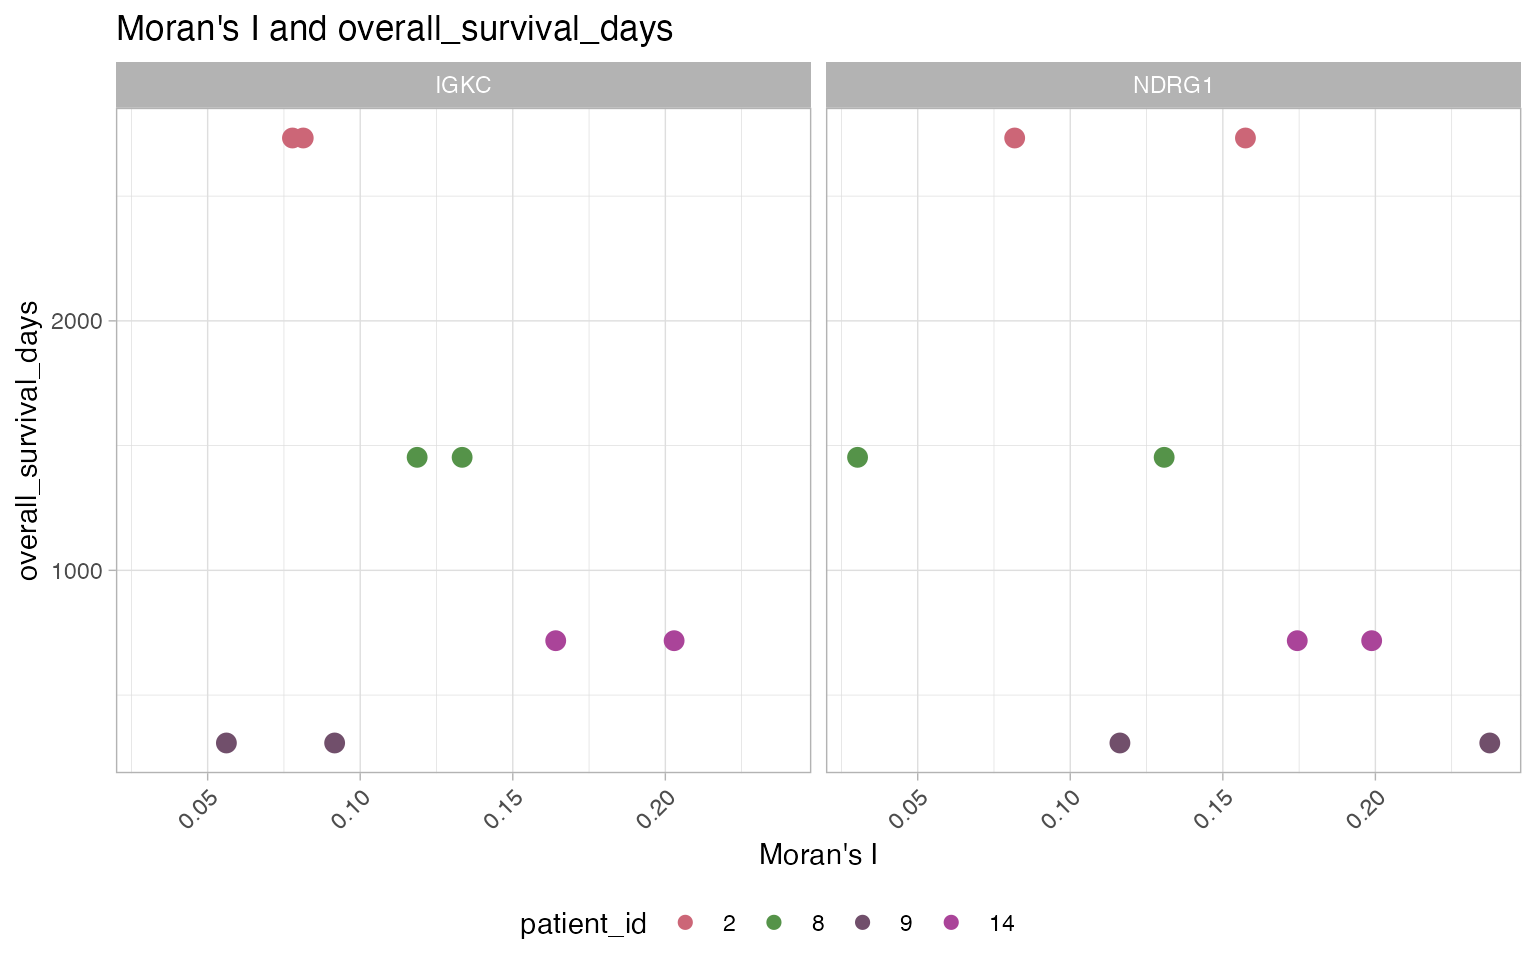 Moran's I and overall_survival_days
IGKC
NDRG1
overall_survival_days
2000
1000
0.05
0.10
0.15
0.20
0.05
0.10
0.15
0.20
Moran's I
patient_id 2 8 9 14